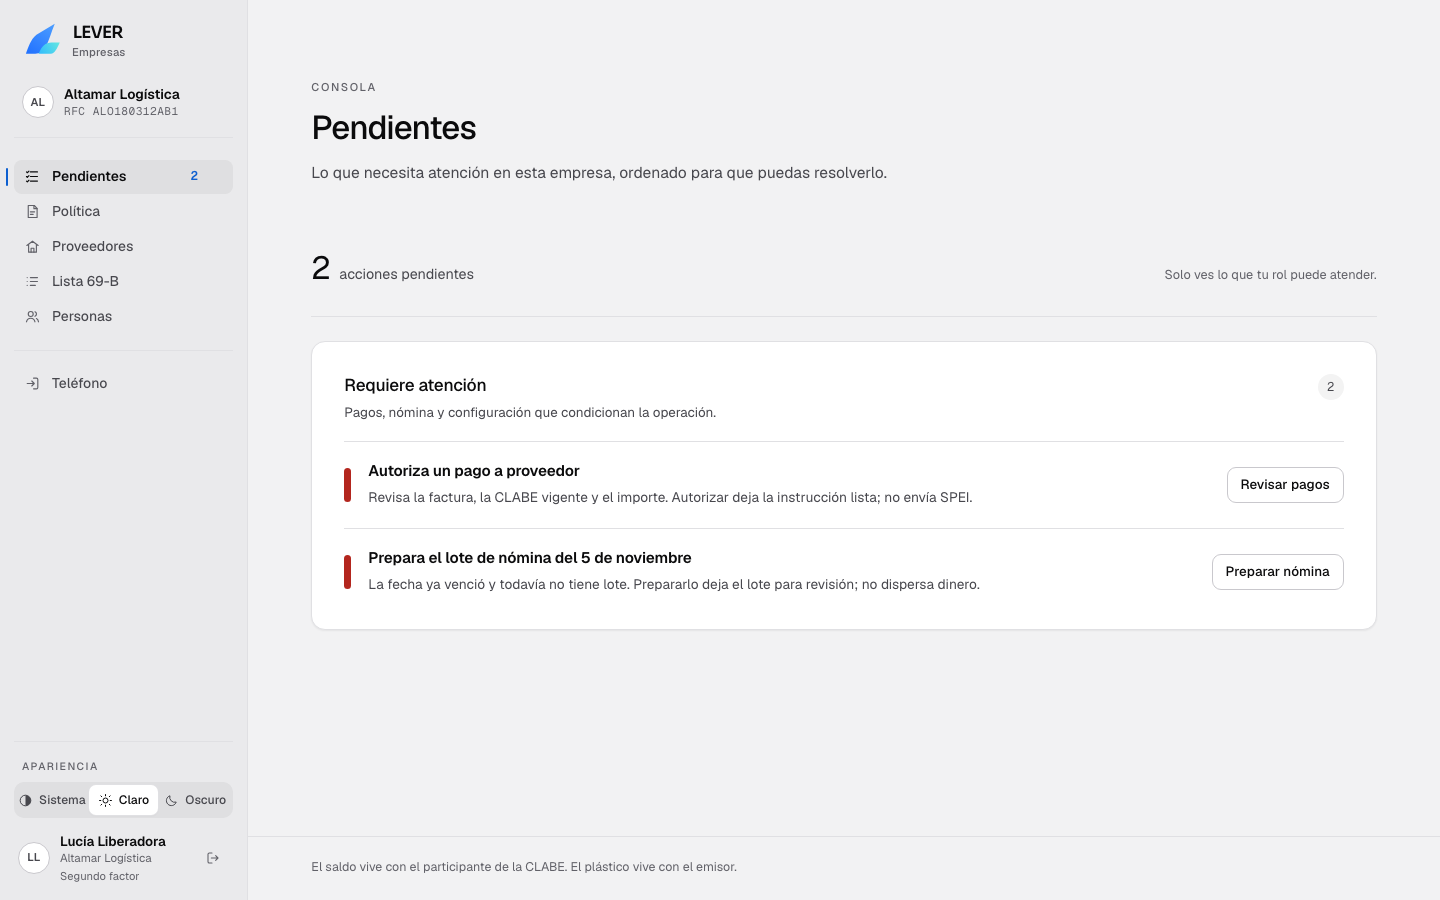 LEVER
Empresas
AL
Altamar Logística
RFC ALO180312AB1
Pendientes 2
Política
Proveedores
Lista 69-B
Personas
Teléfono
APARIENCIA
Sistema Claro Oscuro
LL
Lucía Liberadora
Altamar Logística
Segundo factor
CONSOLA
Pendientes
Lo que necesita atención en esta empresa, ordenado para que puedas resolverlo.
2 acciones pendientes
Solo ves lo que tu rol puede atender.
Requiere atención
2
Pagos, nómina y configuración que condicionan la operación.
Autoriza un pago a proveedor
Revisa la factura, la CLABE vigente y el importe. Autorizar deja la instrucción lista; no envía SPEI.
Revisar pagos
Prepara el lote de nómina del 5 de noviembre
La fecha ya venció y todavía no tiene lote. Prepararlo deja el lote para revisión; no dispersa dinero.
Preparar nómina
El saldo vive con el participante de la CLABE. El plástico vive con el emisor.